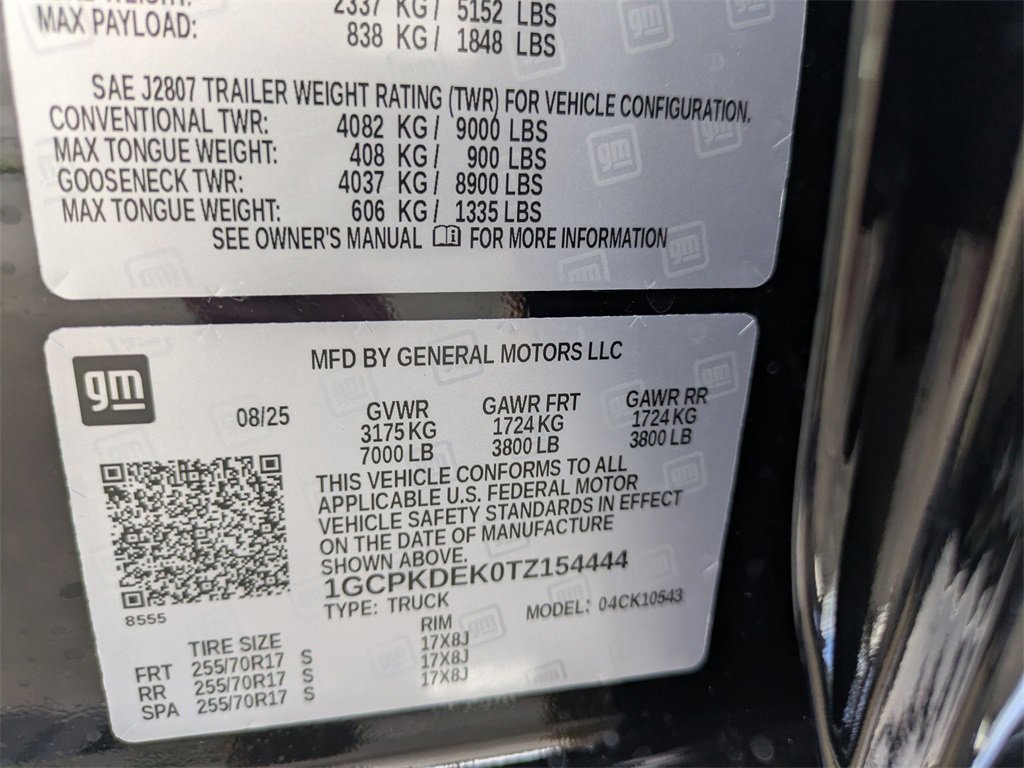 2337 KG/ 5152 LBS
MAX PAYLOAD: 838 KG/ 1848 LBS
SAE J2807 TRAILER WEIGHT RATING (TWR) FOR VEHICLE CONFIGURATION.
CONVENTIONAL TWR: 4082 KG/ 9000 LBS
MAX TONGUE WEIGHT: 408 KG/ 900 LBS
GOOSENECK TWR: 4037 KG/ 8900 LBS
MAX TONGUE WEIGHT: 606 KG/ 1335 LBS
SEE OWNER'S MANUAL FOR MORE INFORMATION
gm
MFD BY GENERAL MOTORS LLC
08/25 GVWR GAWR FRT GAWR RR
3175 KG 1724 KG 1724 KG
7000 LB 3800 LB 3800 LB
THIS VEHICLE CONFORMS TO ALL
APPLICABLE U.S. FEDERAL MOTOR
VEHICLE SAFETY STANDARDS IN EFFECT
ON THE DATE OF MANUFACTURE
SHOWN ABOVE.
1GCPKDEK0TZ154444
8555
TYPE: TRUCK MODEL: 04CK10543
TIRE SIZE RIM
FRT 255/70R17 S 17X8J
RR 255/70R17 S 17X8J
SPA 255/70R17 S 17X8J